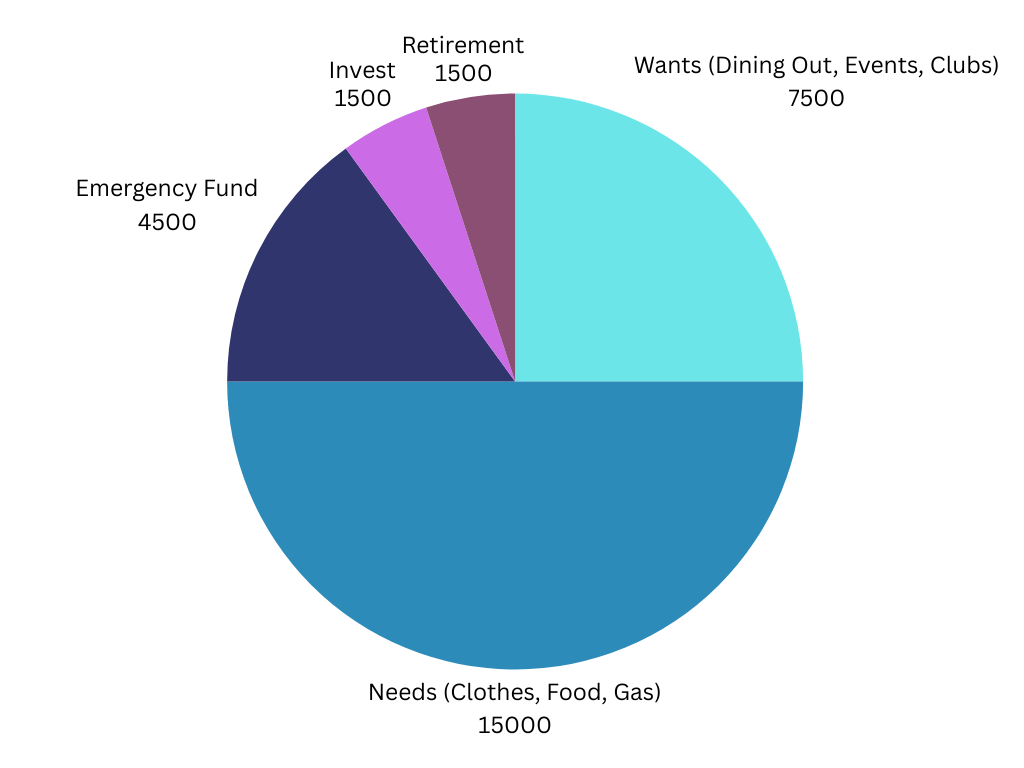 Retirement
1500
Invest
1500
Wants (Dining Out, Events, Clubs)
7500
Emergency Fund
4500
Needs (Clothes, Food, Gas)
15000